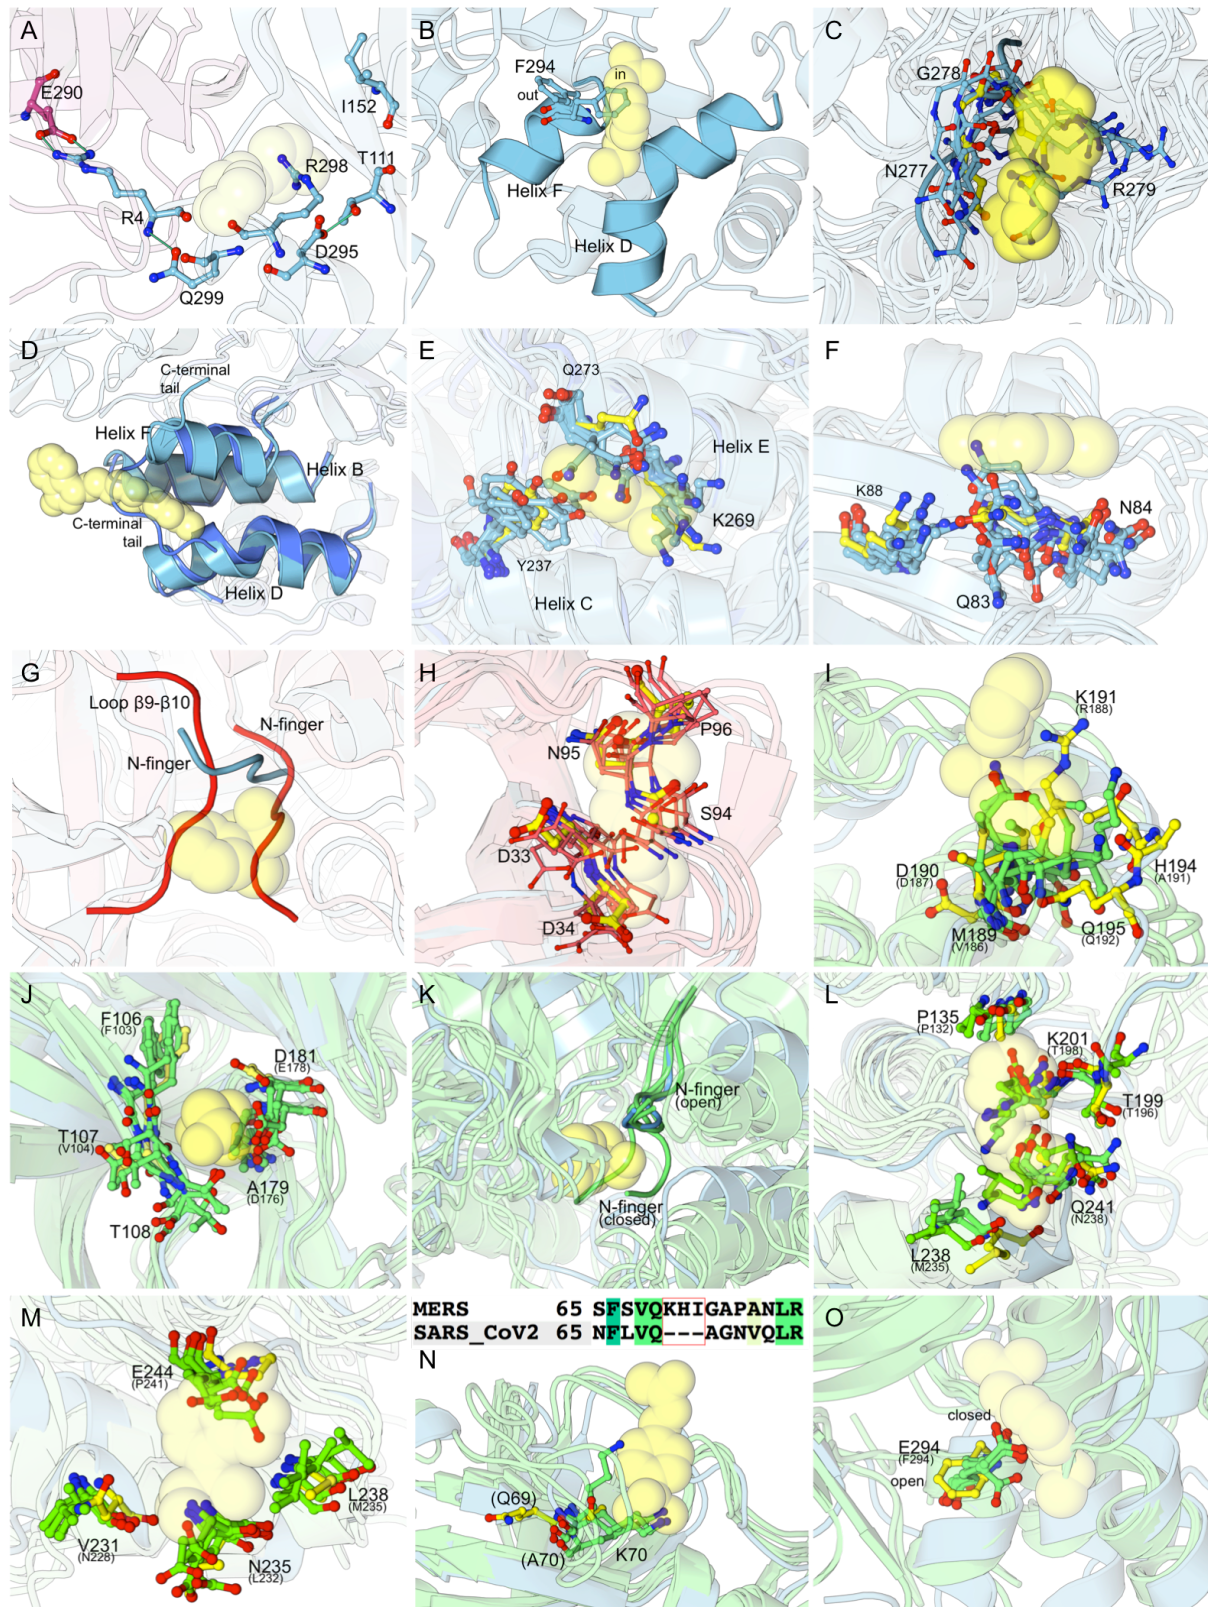 A
E290
I152
R298
T111
R4
D295
Q299
B
F294
in
out
Helix F
Helix D
C
G278
N277
R279
D
C-terminal
tail
Helix F
Helix B
C-terminal
tail
Helix D
E
Q273
Helix E
K269
Y237
Helix C
F
K88
N84
Q83
G
Loop β9-β10
N-finger
N-finger
H
P96
N95
S94
D33
D34
I
K191
(R188)
D190
(D187)
H194
(A191)
M189
(V186)
Q195
(Q192)
J
F106
(F103)
D181
(E178)
T107
(V104)
A179
(D176)
T108
K
N-finger
(open)
N-finger
(closed)
L
P135
(P132)
K201
(T198)
T199
(T196)
Q241
(N238)
L238
(M235)
M
E244
(P241)
L238
(M235)
V231
(N228)
N235
(L232)
MERS 65 SFSVQKHIGAPANLR
SARS_CoV2 65 NFLVQ---AGNVQLR
N
(Q69)
(A70)
K70
O
closed
E294
(F294)
open